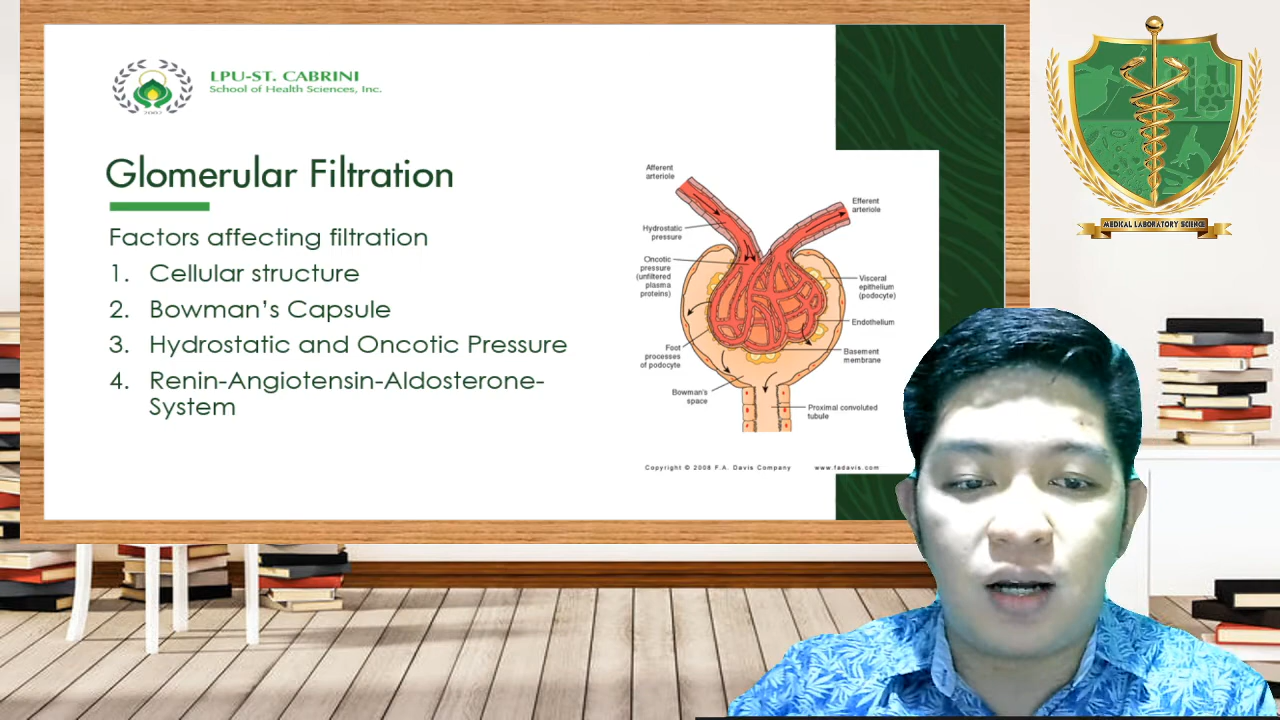 LPU-ST. CABRINI
School of Health Sciences, Inc.
2002
Glomerular Filtration
Factors affecting filtration
1. Cellular structure
2. Bowman's Capsule
3. Hydrostatic and Oncotic Pressure
4. Renin-Angiotensin-Aldosterone-
System
Afferent
arteriole
Efferent
arteriole
Hydrostatic
pressure
Oncotic
pressure
(unfiltered
plasma
proteins)
Visceral
epithelium
(podocyte)
Endothelium
Foot
processes
of podocyte
Basement
membrane
Bowman's
space
Proximal convoluted
tubule
Copyright © 2008 F.A. Davis Company www.fadavis.com
MEDICAL LABORATORY SCIENCE